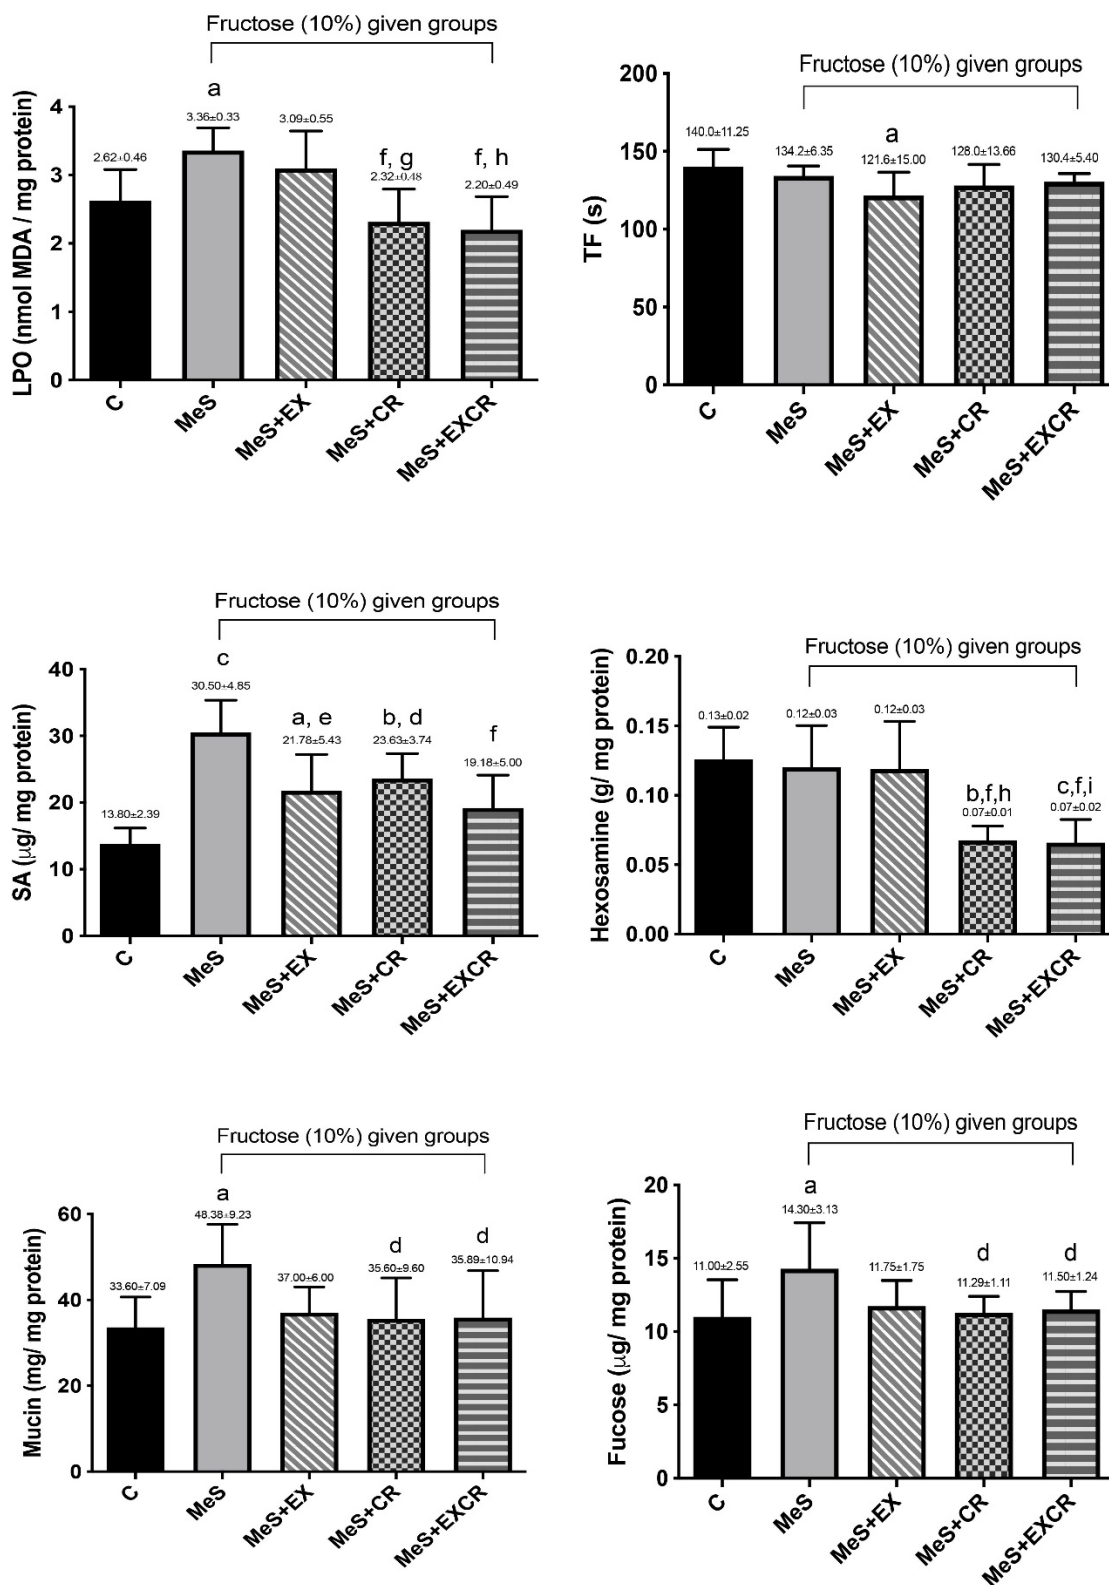 Fructose (10%) given groups
a
3.36±0.33
3.09±0.55
2.62±0.46
f, g
2.32±0.48
f, h
2.20±0.49
LPO (nmol MDA / mg protein)
4
3
2
1
0
C
MeS
MeS+EX
MeS+CR
MeS+EXCR
Fructose (10%) given groups
140.0±11.25
134.2±6.35
a
121.6±15.00
128.0±13.66
130.4±5.40
TF (s)
200
150
100
50
0
C
MeS
MeS+EX
MeS+CR
MeS+EXCR
Fructose (10%) given groups
c
30.50±4.85
a, e
21.78±5.43
b, d
23.63±3.74
f
19.18±5.00
13.80±2.39
SA (µg/ mg protein)
40
30
20
10
0
C
MeS
MeS+EX
MeS+CR
MeS+EXCR
Fructose (10%) given groups
0.13±0.02
0.12±0.03
0.12±0.03
b,f,h
0.07±0.01
c,f,i
0.07±0.02
Hexosamine (g/ mg protein)
0.20
0.15
0.10
0.05
0.00
C
MeS
MeS+EX
MeS+CR
MeS+EXCR
Fructose (10%) given groups
a
48.38±9.23
33.60±7.09
37.00±6.00
d
35.60±9.60
d
35.89±10.94
Mucin (mg/ mg protein)
60
40
20
0
C
MeS
MeS+EX
MeS+CR
MeS+EXCR
Fructose (10%) given groups
a
14.30±3.13
11.00±2.55
11.75±1.75
d
11.29±1.11
d
11.50±1.24
Fucose (µg/ mg protein)
20
15
10
5
0
C
MeS
MeS+EX
MeS+CR
MeS+EXCR